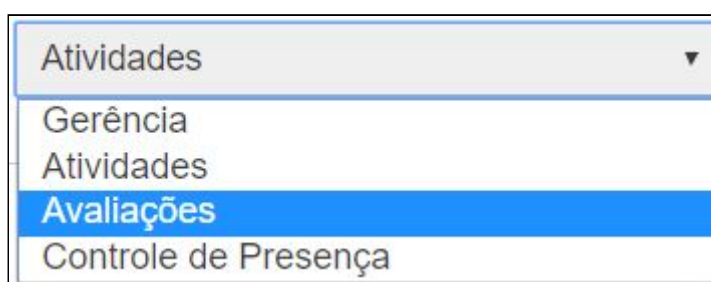 Atividades
Gerência
Atividades
Avaliações
Controle de Presença